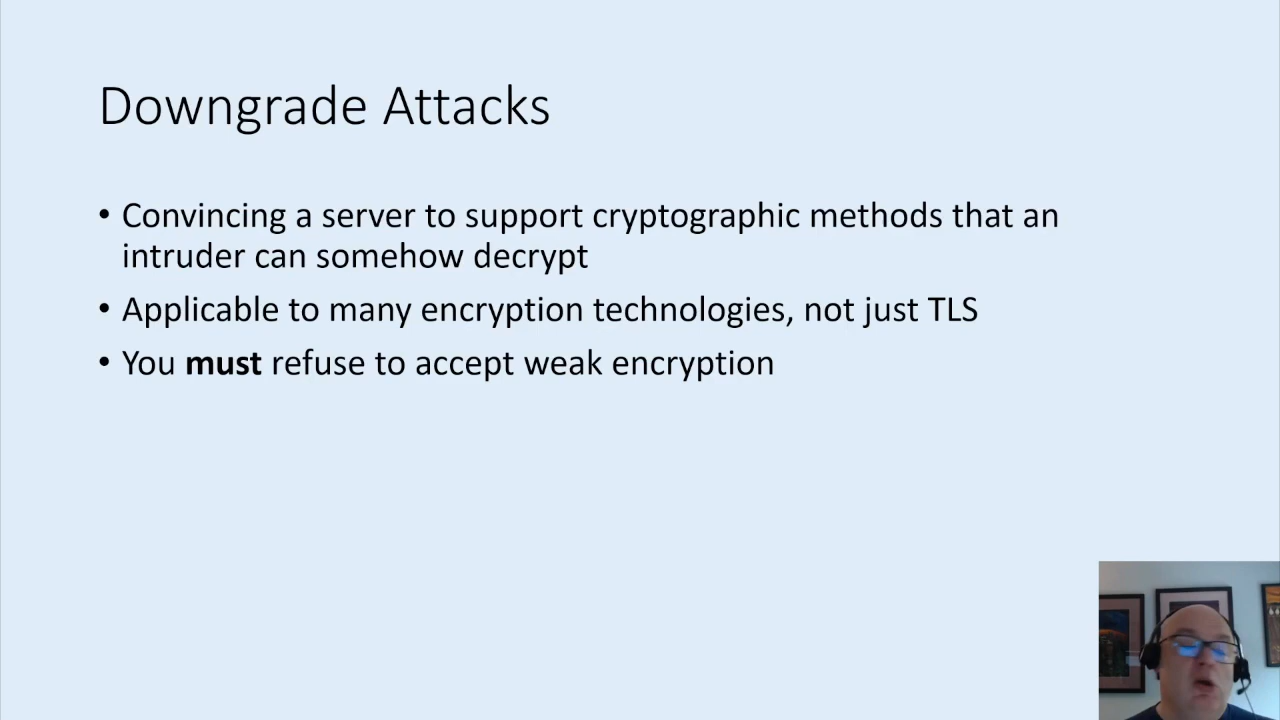 Downgrade Attacks
• Convincing a server to support cryptographic methods that an
intruder can somehow decrypt
• Applicable to many encryption technologies, not just TLS
• You must refuse to accept weak encryption